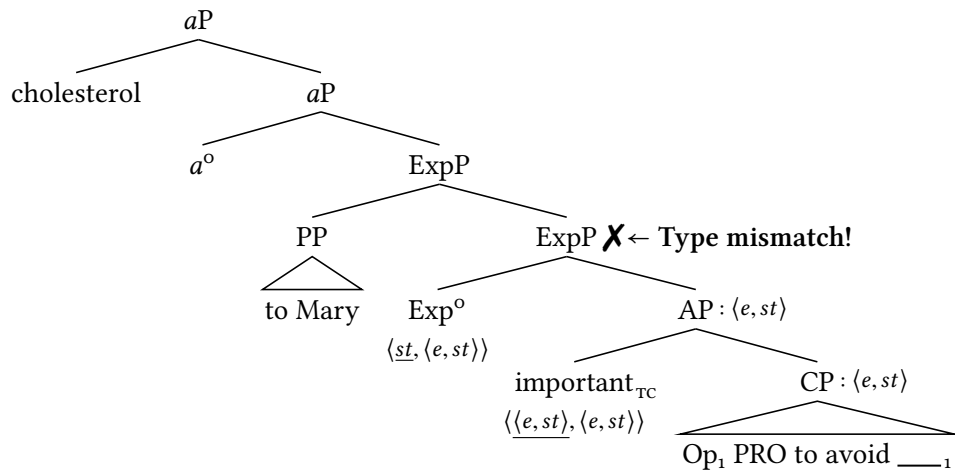 aP
cholesterol aP
a° ExpP
PP ExpP ✗ ← Type mismatch!
to Mary Exp° AP : ⟨e, st⟩
⟨st, ⟨e, st⟩⟩
important_TC CP : ⟨e, st⟩
⟨⟨e, st⟩, ⟨e, st⟩⟩
Op₁ PRO to avoid ___₁